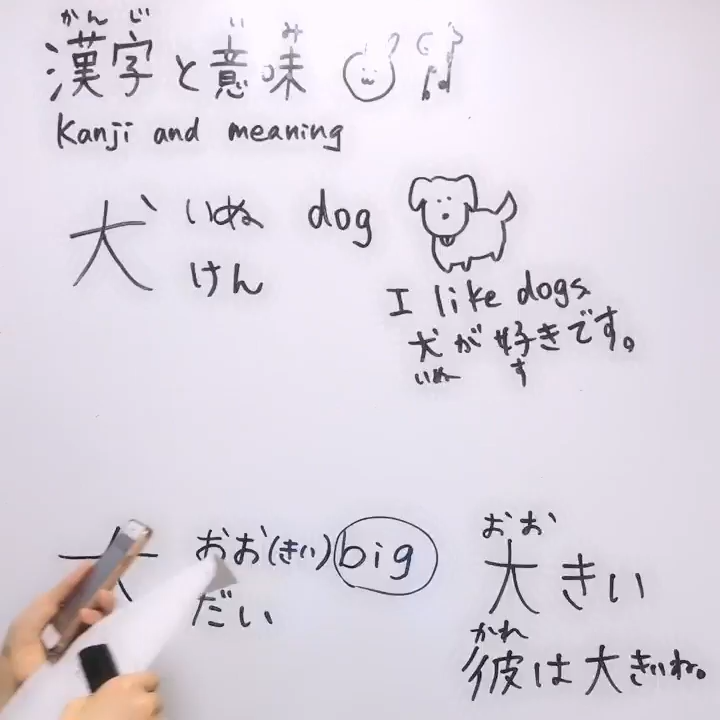 かん じ い み
漢字と意味
Kanji and meaning
犬 いぬ dog
けん
I like dogs.
犬が好きです。
いぬ す
大 おお(きい) big
だい
おお
大きい
かれ
彼は大きいね。